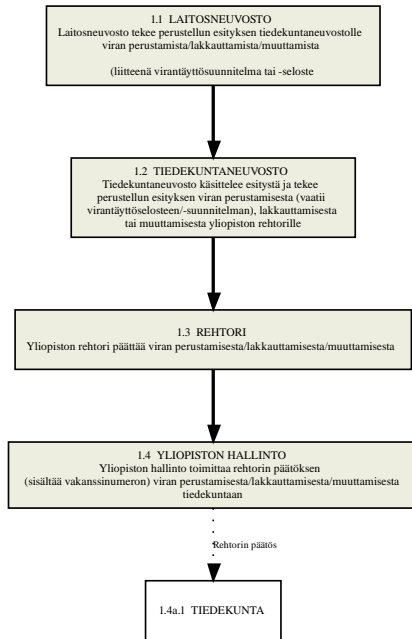 1.1 LAITOSNEUVOSTO
Laitosneuvosto tekee perustellun esityksen tiedekuntaneuvostolle
viran perustamista/lakkauttamista/muuttamista
(liitteenä virantäyttösuunnitelma tai -seloste
1.2 TIEDEKUNTANEUVOSTO
Tiedekuntaneuvosto käsittelee esitystä ja tekee
perustellun esityksen viran perustamisesta (vaatii
virantäyttöselosteen/-suunnitelman), lakkauttamisesta
tai muuttamisesta yliopiston rehtorille
1.3 REHTORI
Yliopiston rehtori päättää viran perustamisesta/lakkauttamisesta/muuttamisesta
1.4 YLIOPISTON HALLINTO
Yliopiston hallinto toimittaa rehtorin päätöksen
(sisältää vakanssinumeron) viran perustamisesta/lakkauttamisesta/muuttamisesta
tiedekuntaan
Rehtorin päätös
1.4a.1 TIEDEKUNTA